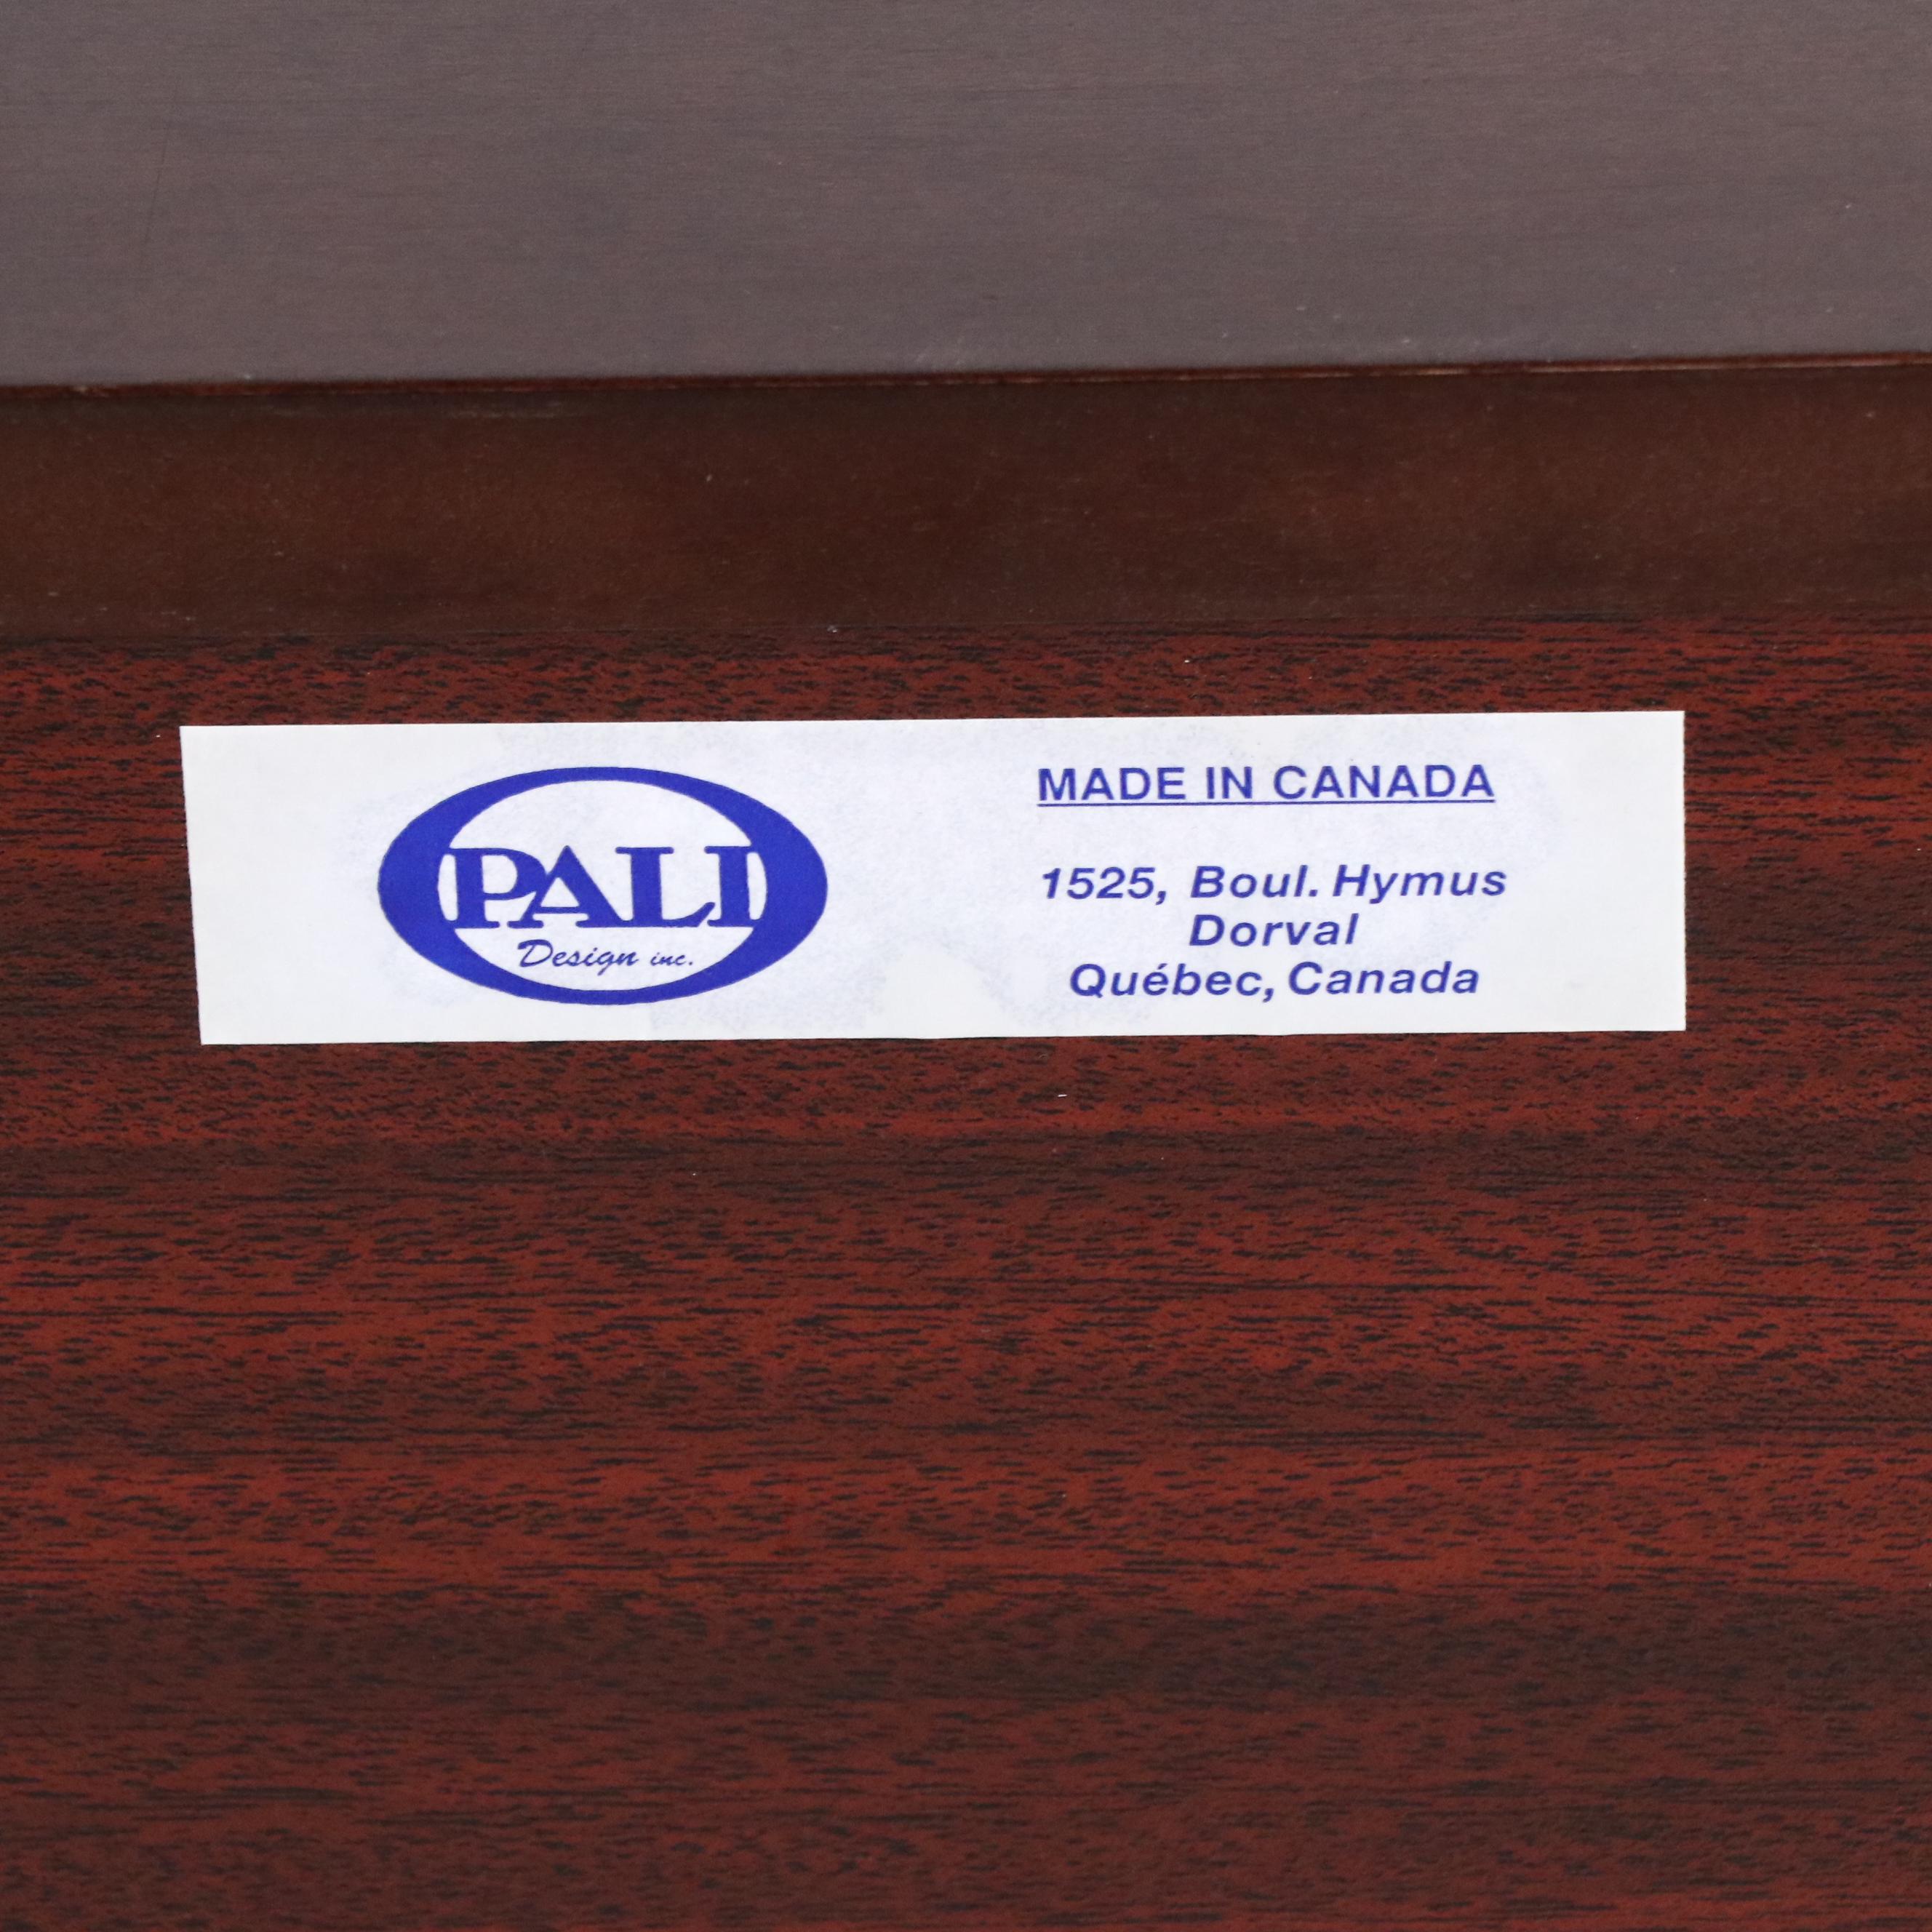 PALI
Design inc.
MADE IN CANADA
1525, Boul. Hymus
Dorval
Québec, Canada